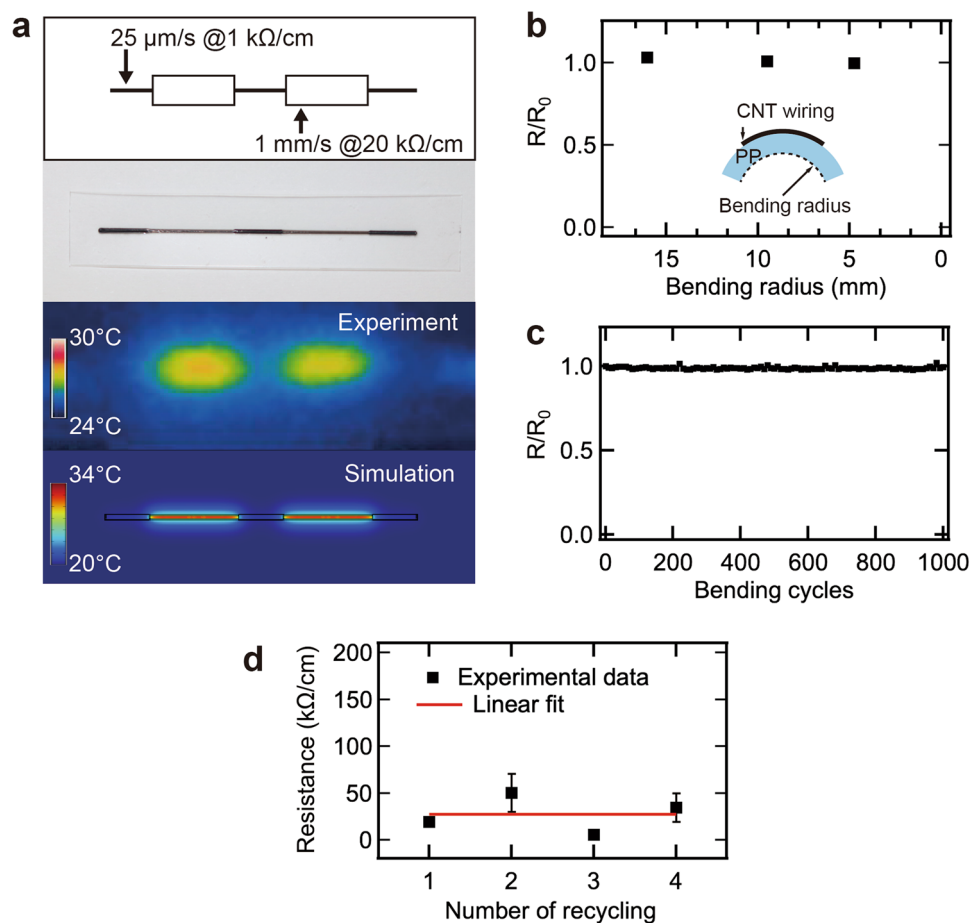 a
25 µm/s @1 kΩ/cm
1 mm/s @20 kΩ/cm
Experiment
30°C
24°C
Simulation
34°C
20°C
b
R/R0
1.0
0.5
0.0
CNT wiring
PP
Bending radius
15 10 5 0
Bending radius (mm)
c
R/R0
1.0
0.5
0.0
0 200 400 600 800 1000
Bending cycles
d
Resistance (kΩ/cm)
200
150
100
50
0
Experimental data
Linear fit
1 2 3 4
Number of recycling